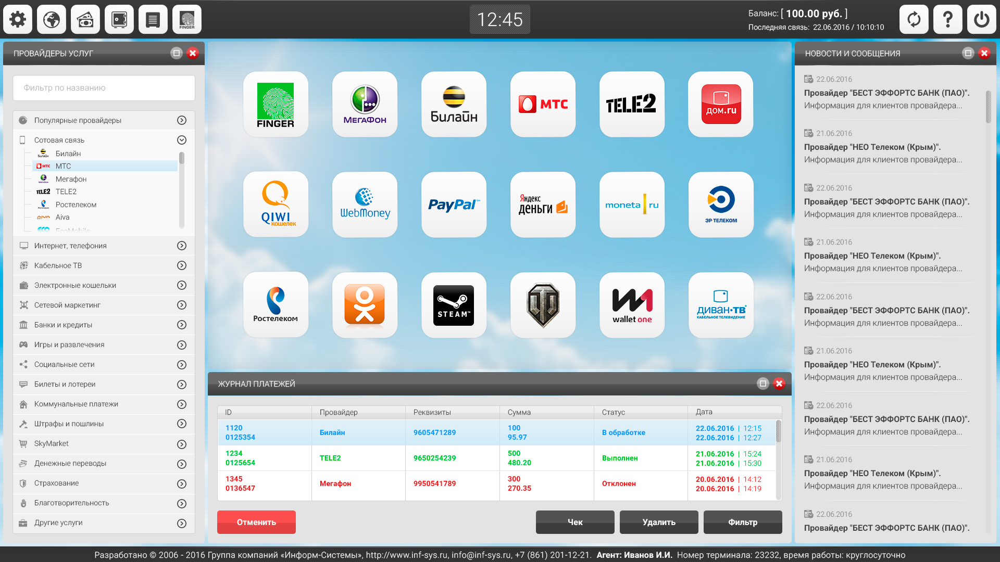 FINGER
12:45
Баланс: [ 100.00 руб. ]
Последняя связь: 22.06.2016 / 10:10:10
ПРОВАЙДЕРЫ УСЛУГ
Фильтр по названию
Популярные провайдеры
Сотовая связь
Билайн Билайн
МТС МТС
Мегафон
TELE2 TELE2
Ростелеком
AIVA Aiva
Интернет, телефония
Кабельное ТВ
Электронные кошельки
Сетевой маркетинг
Банки и кредиты
Игры и развлечения
Социальные сети
Билеты и лотереи
Коммунальные платежи
Штрафы и пошлины
SkyMarket
Денежные переводы
Страхование
Благотворительность
Другие услуги
FINGER
МЕГАФОН
Билайн
МТС
TELE2
ДОМ.ru
QIWI
КОШЕЛЕК
WebMoney
PayPal™
Яндекс
деньги
moneta ru
ЭР-ТЕЛЕКОМ
Ростелеком
STEAM™
wallet one
ДИВАН•ТВ
КАБЕЛЬНОЕ ТЕЛЕВИДЕНИЕ
ЖУРНАЛ ПЛАТЕЖЕЙ
ID Провайдер Реквизиты Сумма Статус Дата
1120 100 22.06.2016 | 12:15
Билайн 9605471289 В обработке
0125354 95.97 22.06.2016 | 12:27
1234 500 21.06.2016 | 15:24
TELE2 9650254239 Выполнен
0125654 480.20 21.06.2016 | 15:30
1345 300 20.06.2016 | 14:12
Мегафон 9950541789 Отклонен
0136547 270.35 20.06.2016 | 14:19
Отменить Чек Удалить Фильтр
НОВОСТИ И СООБЩЕНИЯ
22.06.2016
Провайдер "БЕСТ ЭФФОРТС БАНК (ПАО)".
Информация для клиентов провайдера...
21.06.2016
Провайдер "НЕО Телеком (Крым)".
Информация для клиентов провайдера...
22.06.2016
Провайдер "БЕСТ ЭФФОРТС БАНК (ПАО)".
Информация для клиентов провайдера...
21.06.2016
Провайдер "НЕО Телеком (Крым)".
Информация для клиентов провайдера...
22.06.2016
Провайдер "БЕСТ ЭФФОРТС БАНК (ПАО)".
Информация для клиентов провайдера...
21.06.2016
Провайдер "НЕО Телеком (Крым)".
Информация для клиентов провайдера...
22.06.2016
Провайдер "БЕСТ ЭФФОРТС БАНК (ПАО)".
Информация для клиентов провайдера...
21.06.2016
Провайдер "НЕО Телеком (Крым)".
Информация для клиентов провайдера...
22.06.2016
Провайдер "БЕСТ ЭФФОРТС БАНК (ПАО)".
Разработано © 2006 - 2016 Группа компаний «Информ-Системы», http://www.inf-sys.ru, info@inf-sys.ru, +7 (861) 201-12-21. Агент: Иванов И.И. Номер терминала: 23232, время работы: круглосуточно